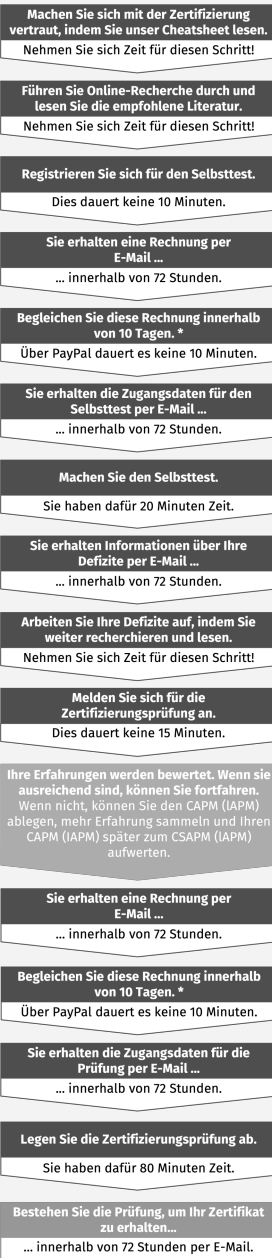 Machen Sie sich mit der Zertifizierung
vertraut, indem Sie unser Cheatsheet lesen.
Nehmen Sie sich Zeit für diesen Schritt!
Führen Sie Online-Recherche durch und
lesen Sie die empfohlene Literatur.
Nehmen Sie sich Zeit für diesen Schritt!
Registrieren Sie sich für den Selbsttest.
Dies dauert keine 10 Minuten.
Sie erhalten eine Rechnung per
E-Mail ...
... innerhalb von 72 Stunden.
Begleichen Sie diese Rechnung innerhalb
von 10 Tagen. *
Über PayPal dauert es keine 10 Minuten.
Sie erhalten die Zugangsdaten für den
Selbsttest per E-Mail ...
... innerhalb von 72 Stunden.
Machen Sie den Selbsttest.
Sie haben dafür 20 Minuten Zeit.
Sie erhalten Informationen über Ihre
Defizite per E-Mail ...
... innerhalb von 72 Stunden.
Arbeiten Sie Ihre Defizite auf, indem Sie
weiter recherchieren und lesen.
Nehmen Sie sich Zeit für diesen Schritt!
Melden Sie sich für die
Zertifizierungsprüfung an.
Dies dauert keine 15 Minuten.
Ihre Erfahrungen werden bewertet. Wenn sie
ausreichend sind, können Sie fortfahren.
Wenn nicht, können Sie den CAPM (IAPM)
ablegen, mehr Erfahrung sammeln und Ihren
CAPM (IAPM) später zum CSAPM (IAPM)
aufwerten.
Sie erhalten eine Rechnung per
E-Mail ...
... innerhalb von 72 Stunden.
Begleichen Sie diese Rechnung innerhalb
von 10 Tagen. *
Über PayPal dauert es keine 10 Minuten.
Sie erhalten die Zugangsdaten für die
Prüfung per E-Mail ...
... innerhalb von 72 Stunden.
Legen Sie die Zertifizierungsprüfung ab.
Sie haben dafür 80 Minuten Zeit.
Bestehen Sie die Prüfung, um Ihr Zertifikat
zu erhalten...
... innerhalb von 72 Stunden per E-Mail.